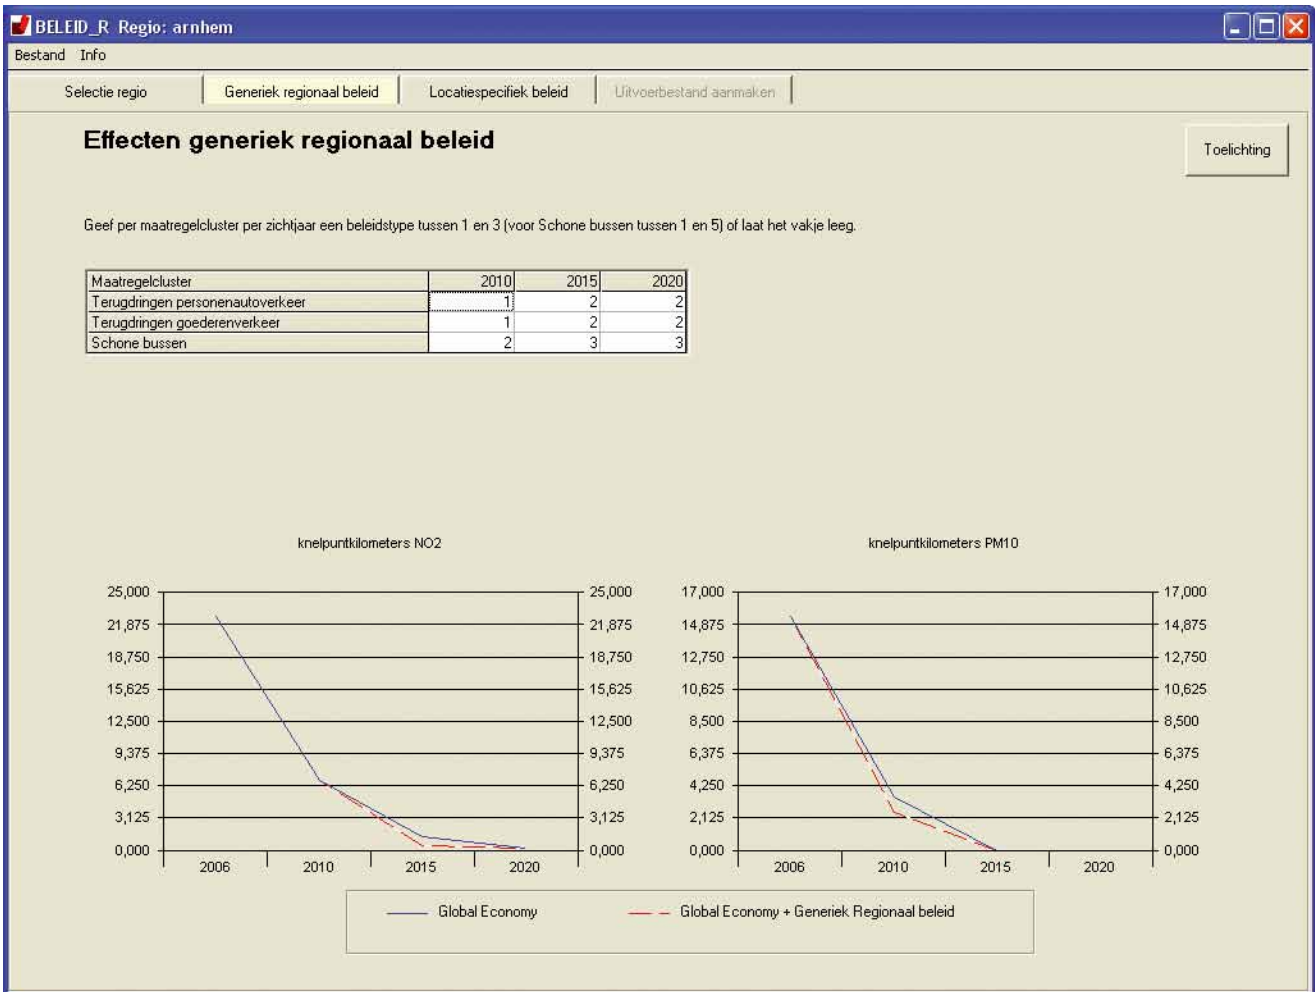 BELEID_R Regio: arnhem
Bestand Info
Selectie regio Generiek regionaal beleid Locatiespecifiek beleid Uitvoerbestand aanmaken
Effecten generiek regionaal beleid
Toelichting
Geef per maatregelcluster per zichtjaar een beleidstype tussen 1 en 3 (voor Schone bussen tussen 1 en 5) of laat het vakje leeg.
Maatregelcluster 2010 2015 2020
Terugdringen personenautoverkeer 1 2 2
Terugdringen goederenverkeer 1 2 2
Schone bussen 2 3 3
knelpuntkilometers NO2
25,000 25,000
21,875 21,875
18,750 18,750
15,625 15,625
12,500 12,500
9,375 9,375
6,250 6,250
3,125 3,125
0,000 0,000
2006 2010 2015 2020
knelpuntkilometers PM10
17,000 17,000
14,875 14,875
12,750 12,750
10,625 10,625
8,500 8,500
6,375 6,375
4,250 4,250
2,125 2,125
0,000 0,000
2006 2010 2015 2020
Global Economy Global Economy + Generiek Regionaal beleid